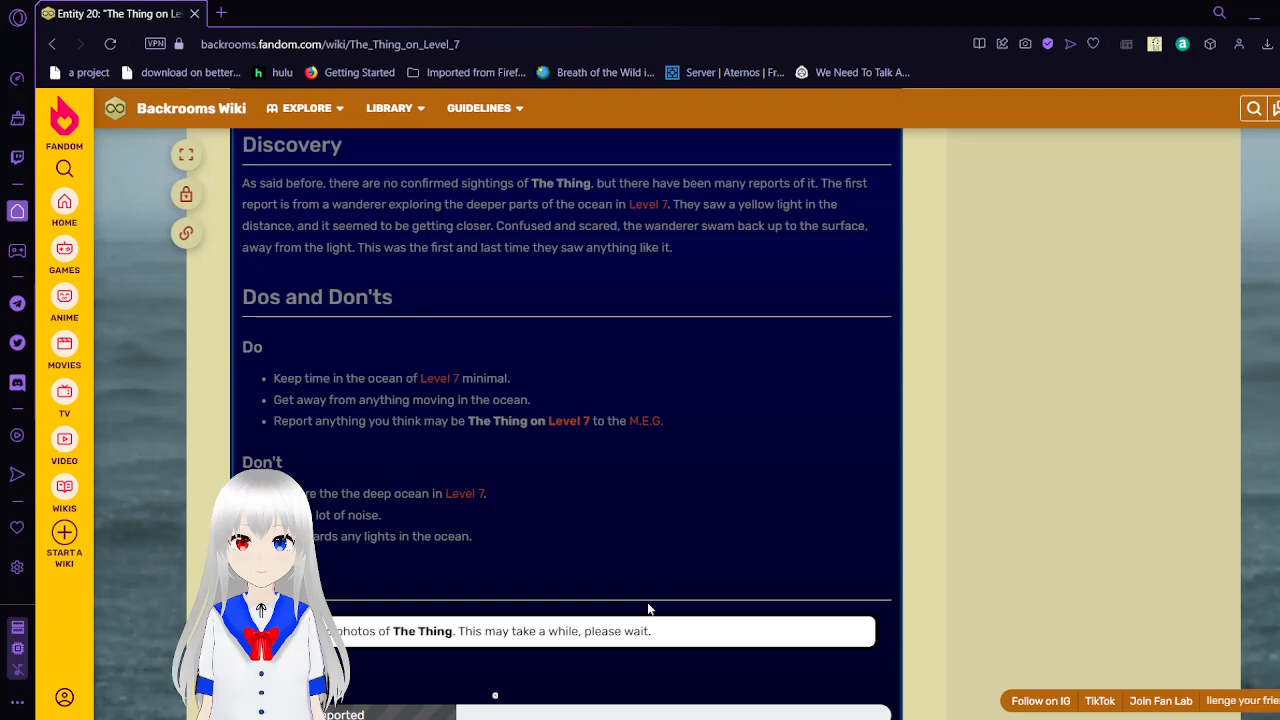 Entity 20: "The Thing on Le
backrooms.fandom.com/wiki/The_Thing_on_Level_7
VPN
a project
download on better...
hulu
Getting Started
Imported from Firef...
Breath of the Wild i...
Server | Aternos | Fr...
We Need To Talk A...
Backrooms Wiki
EXPLORE
LIBRARY
GUIDELINES
FANDOM
HOME
GAMES
ANIME
MOVIES
TV
VIDEO
WIKIS
START A
WIKI
Discovery
As said before, there are no confirmed sightings of The Thing, but there have been many reports of it. The first
report is from a wanderer exploring the deeper parts of the ocean in Level 7. They saw a yellow light in the
distance, and it seemed to be getting closer. Confused and scared, the wanderer swam back up to the surface,
away from the light. This was the first and last time they saw anything like it.
Dos and Don'ts
Do
Keep time in the ocean of Level 7 minimal.
Get away from anything moving in the ocean.
Report anything you think may be The Thing on Level 7 to the M.E.G.
Don't
re the the deep ocean in Level 7.
lot of noise.
ards any lights in the ocean.
photos of The Thing. This may take a while, please wait.
ported
Follow on IG
TikTok
Join Fan Lab
llenge your frie